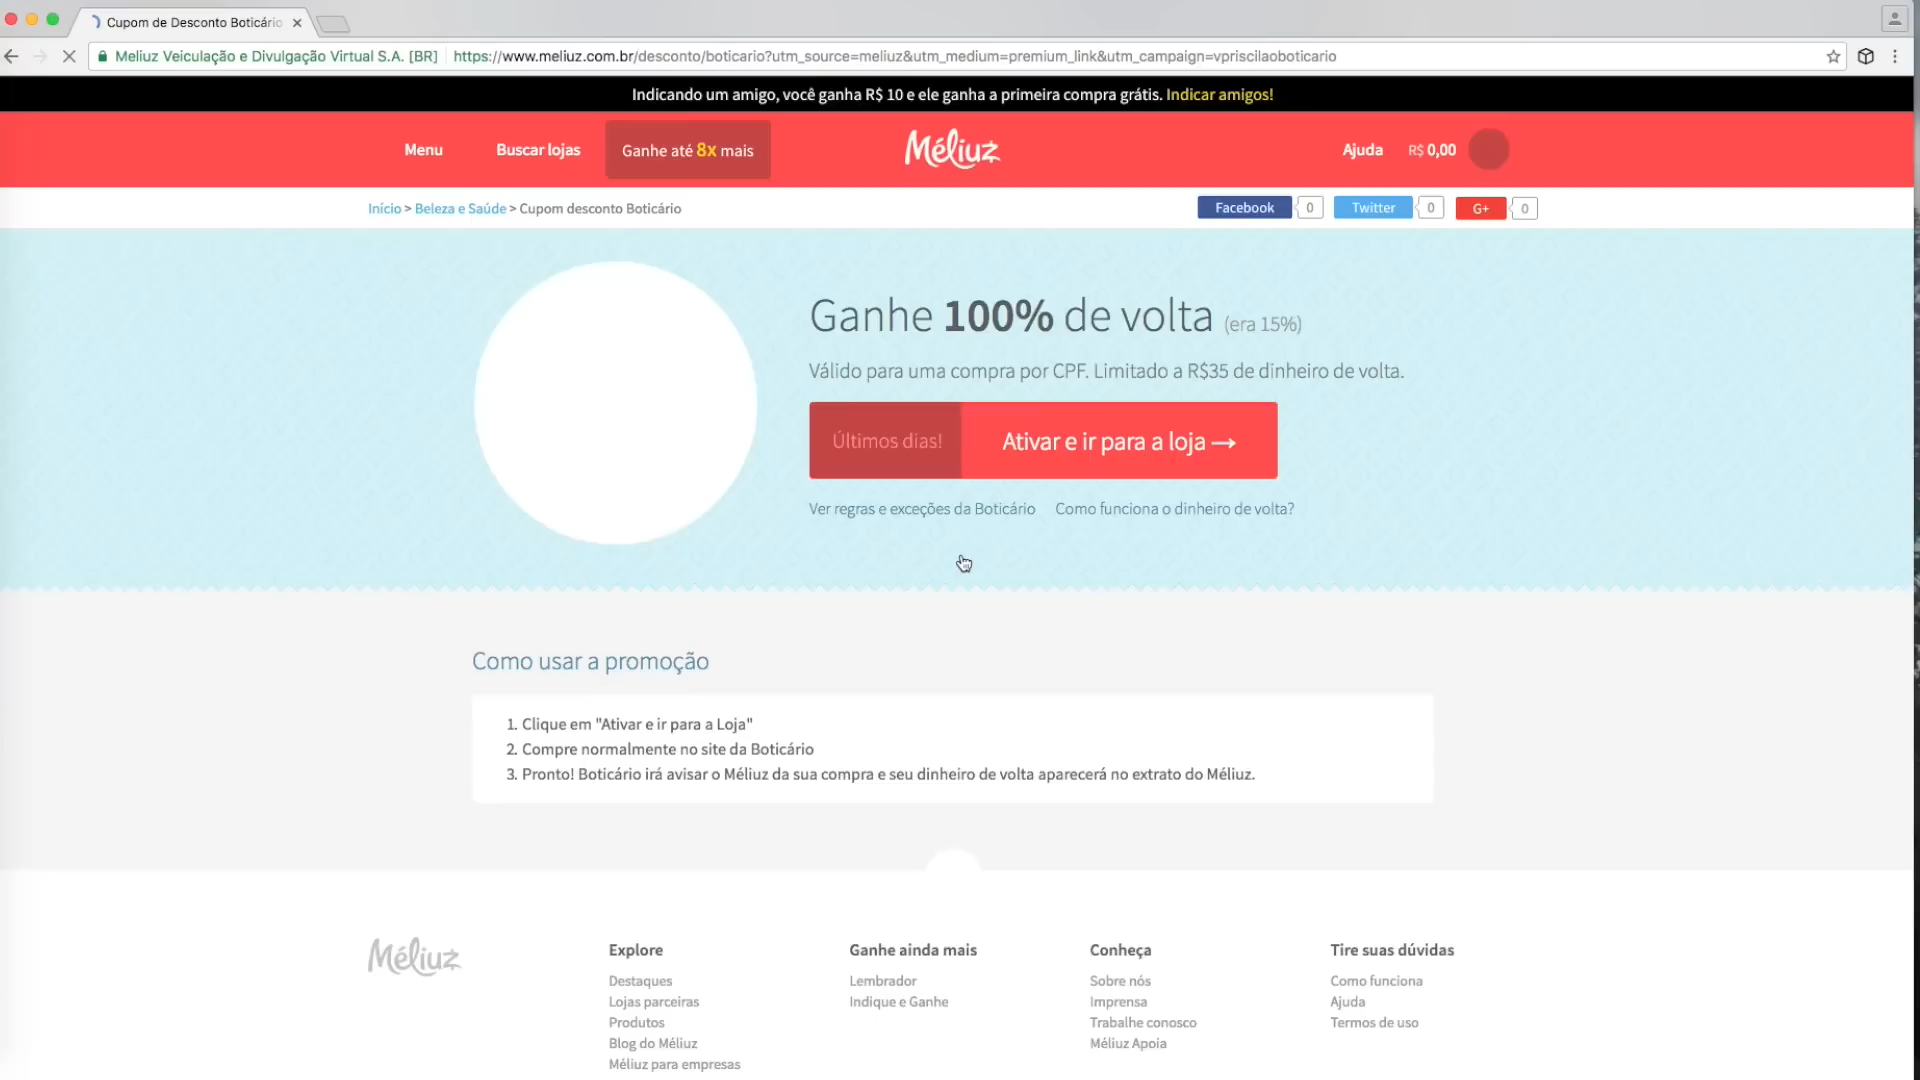 Cupom de Desconto Boticário
Meliuz Veiculação e Divulgação Virtual S.A. [BR] https://www.meliuz.com.br/desconto/boticario?utm_source=meliuz&utm_medium=premium_link&utm_campaign=vpriscilaoboticario
Indicando um amigo, você ganha R$ 10 e ele ganha a primeira compra grátis. Indicar amigos!
Menu Buscar lojas Ganhe até 8x mais Méliuz Ajuda R$ 0,00
Início > Beleza e Saúde > Cupom desconto Boticário Facebook 0 Twitter 0 G+ 0
Ganhe 100% de volta (era 15%)
Válido para uma compra por CPF. Limitado a R$35 de dinheiro de volta.
Últimos dias! Ativar e ir para a loja →
Ver regras e exceções da Boticário Como funciona o dinheiro de volta?
Como usar a promoção
1. Clique em "Ativar e ir para a Loja"
2. Compre normalmente no site da Boticário
3. Pronto! Boticário irá avisar o Méliuz da sua compra e seu dinheiro de volta aparecerá no extrato do Méliuz.
Méliuz
Explore
Destaques
Lojas parceiras
Produtos
Blog do Méliuz
Méliuz para empresas
Ganhe ainda mais
Lembrador
Indique e Ganhe
Conheça
Sobre nós
Imprensa
Trabalhe conosco
Méliuz Apoia
Tire suas dúvidas
Como funciona
Ajuda
Termos de uso